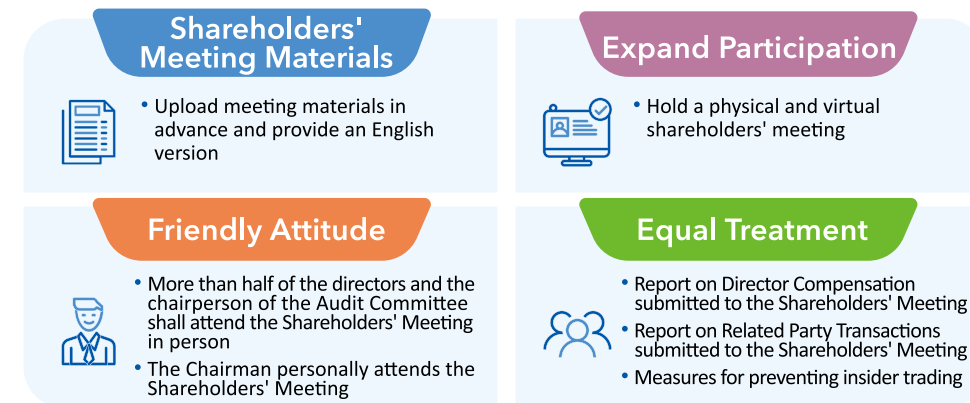 Shareholders'
Meeting Materials
• Upload meeting materials in
advance and provide an English
version
Expand Participation
• Hold a physical and virtual
shareholders' meeting
Friendly Attitude
• More than half of the directors and the
chairperson of the Audit Committee
shall attend the Shareholders' Meeting
in person
• The Chairman personally attends the
Shareholders' Meeting
Equal Treatment
• Report on Director Compensation
submitted to the Shareholders' Meeting
• Report on Related Party Transactions
submitted to the Shareholders' Meeting
• Measures for preventing insider trading